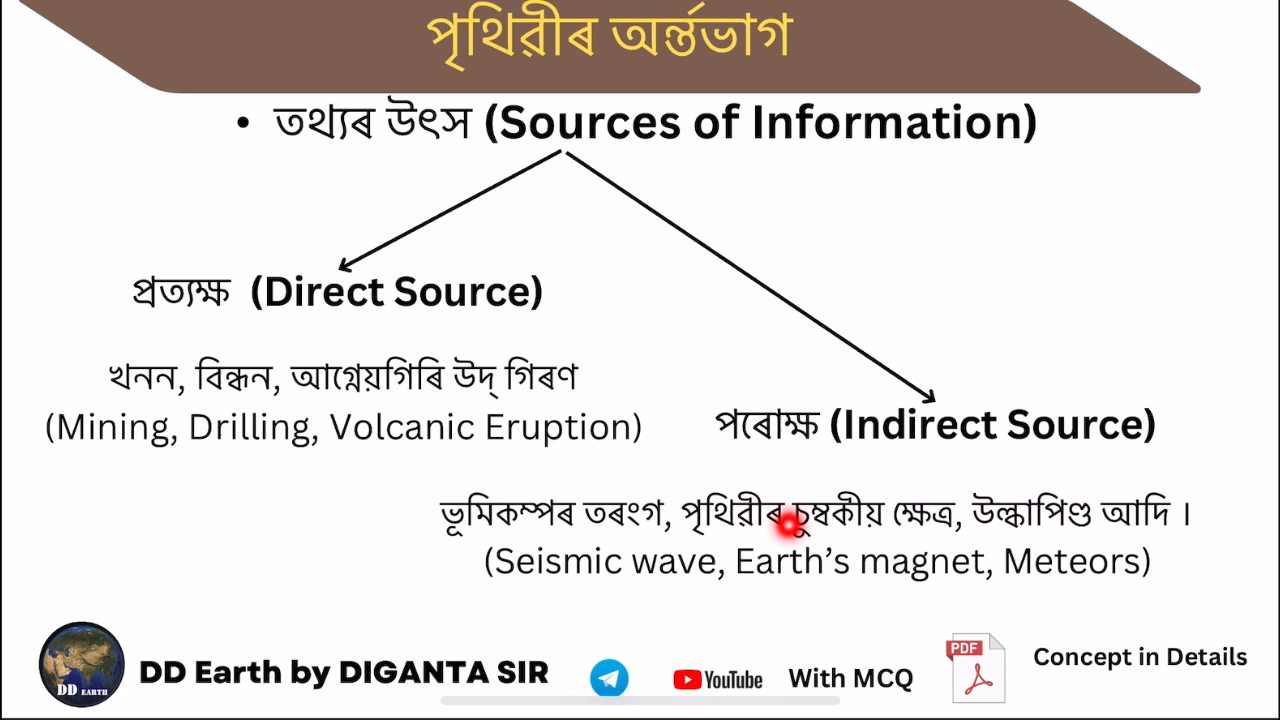 পৃথিৱীৰ অৰ্ন্তভাগ
• তথ্যৰ উৎস (Sources of Information)
প্ৰত্যক্ষ (Direct Source)
খনন, বিন্ধন, আগ্নেয়গিৰি উদ্ গিৰণ
(Mining, Drilling, Volcanic Eruption)
পৰোক্ষ (Indirect Source)
ভূমিকম্পৰ তৰংগ, পৃথিৱীৰ চুম্বকীয় ক্ষেত্ৰ, উল্কাপিণ্ড আদি ।
(Seismic wave, Earth’s magnet, Meteors)
DD EARTH
DD Earth by DIGANTA SIR
YouTube
With MCQ
PDF
Concept in Details